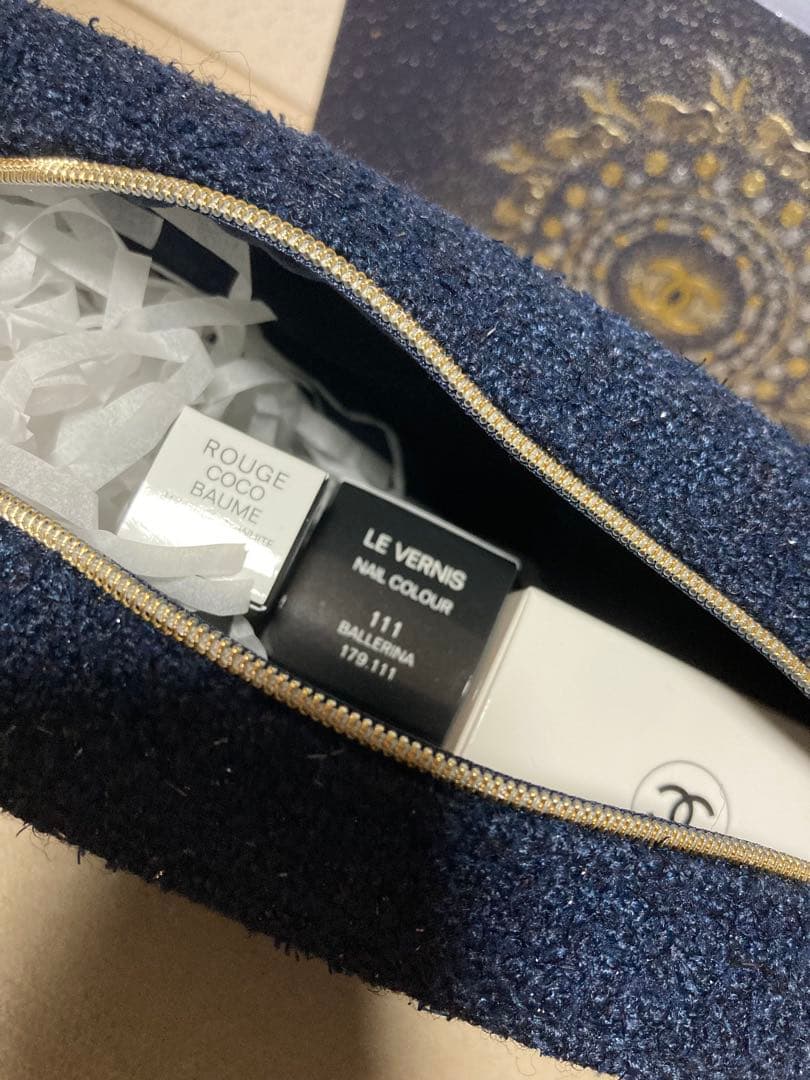 ROUGE
COCO
BAUME
LE VERNIS
NAIL COLOUR
111
BALLERINA
179.111